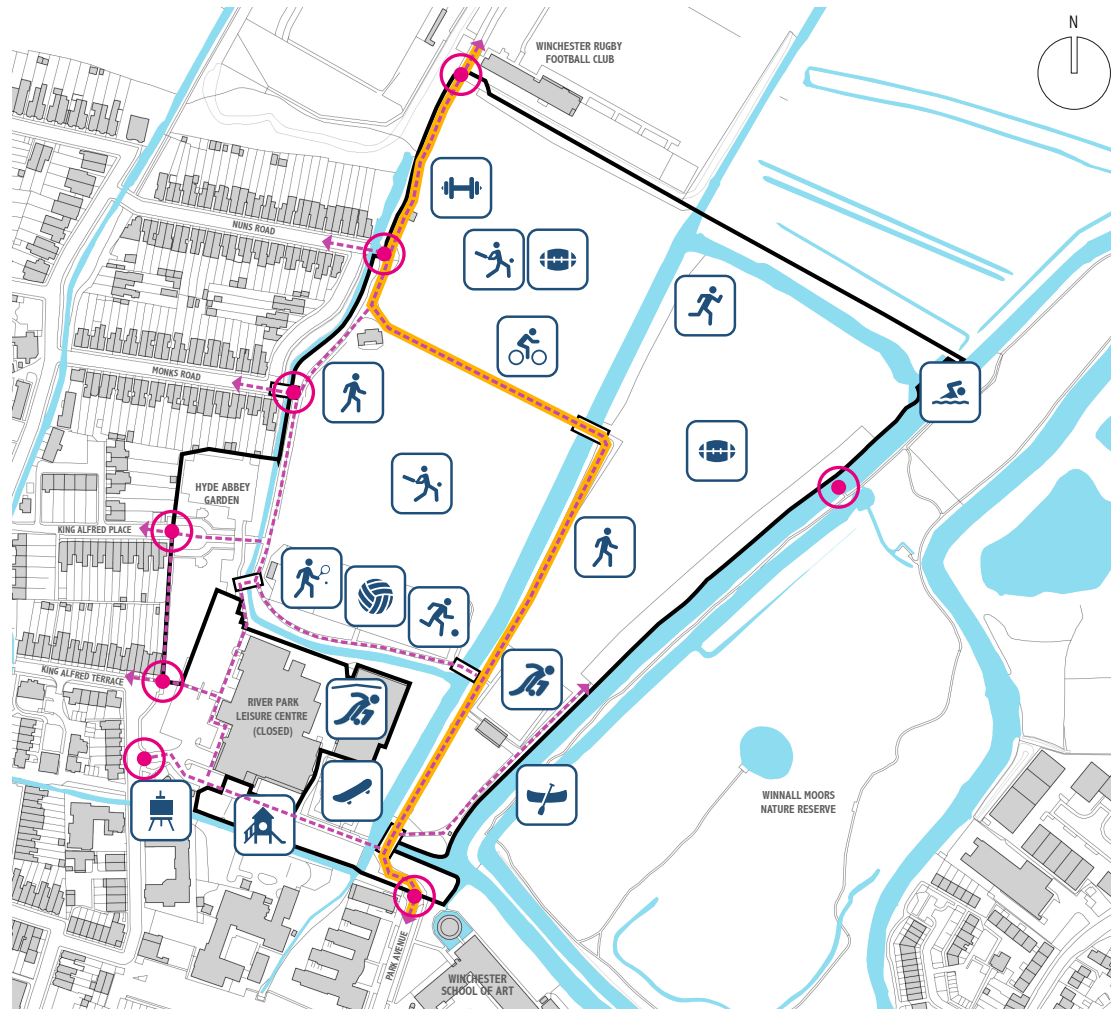 WINCHESTER RUGBY
FOOTBALL CLUB
N
NUNS ROAD
MONKS ROAD
HYDE ABBEY
GARDEN
KING ALFRED PLACE
KING ALFRED TERRACE
RIVER PARK
LEISURE CENTRE
(CLOSED)
WINNALL MOORS
NATURE RESERVE
PARK AVENUE
WINCHESTER
SCHOOL OF ART